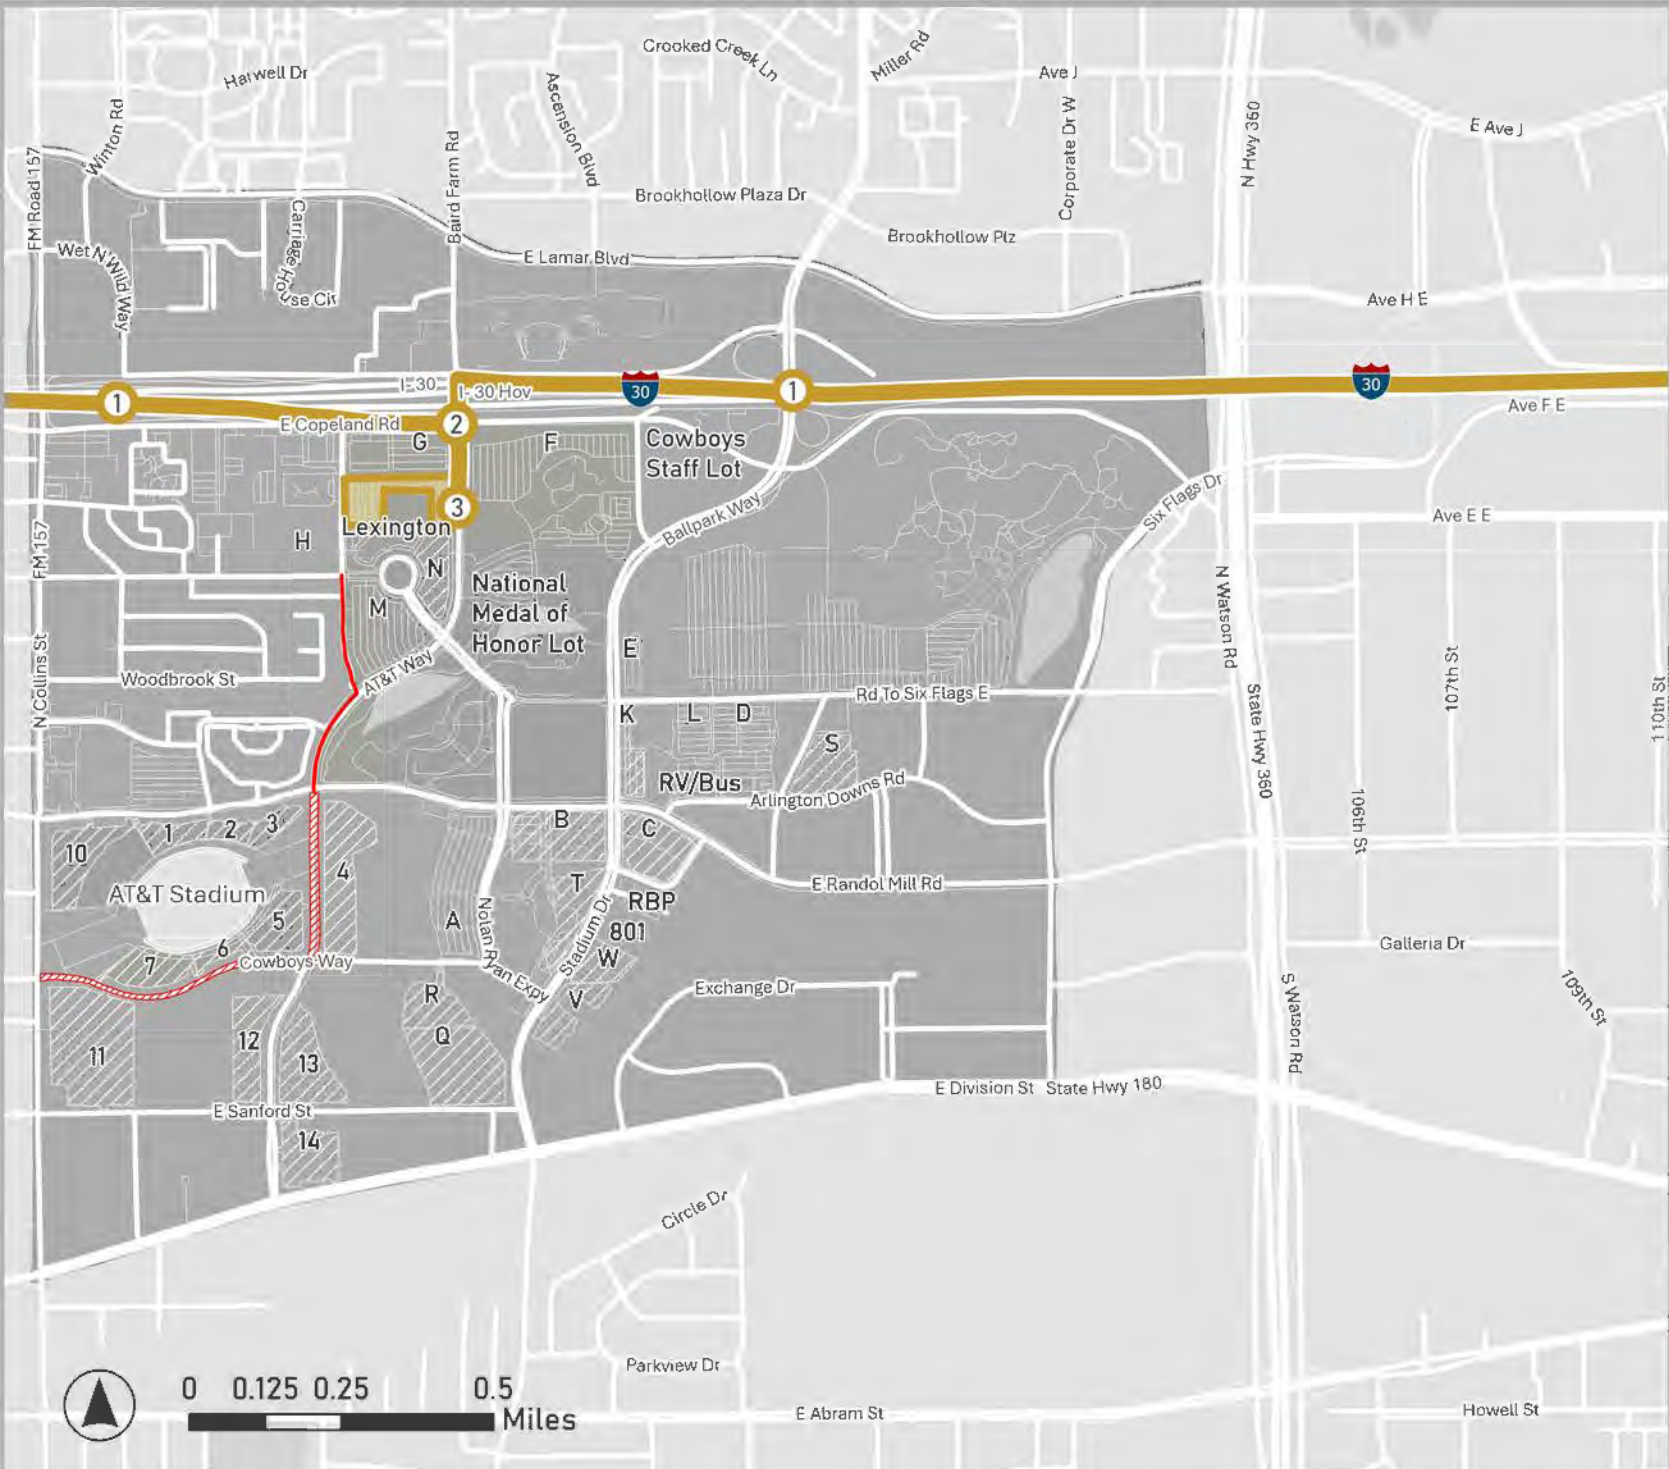 Crooked Creek Ln
Miller Rd
Harwell Dr
Ave J
Ascension Blvd
Winton Rd
Corporate Dr W
N Hwy 360
E Ave J
FM Road 157
Baird Farm Rd
Brookhollow Plaza Dr
Carriage House Cir
Brookhollow Plz
Wet N Wild Way
E Lamar Blvd
Ave H E
I-30
I-30 Hov
30
30
1
1
E Copeland Rd
2
Ave F E
G
F
Cowboys
Staff Lot
3
Six Flags Dr
Ballpark Way
Lexington
Ave E E
FM 157
H
N
National
Medal of
Honor Lot
M
N Watson Rd
E
N Collins St
AT&T Way
Woodbrook St
107th St
110th St
Rd To Six Flags E
State Hwy 360
K
L
D
S
RV/Bus
Arlington Downs Rd
106th St
1
2
3
B
C
10
4
AT&T Stadium
T
E Randol Mill Rd
RBP
5
A
Nolan Ryan Expy
Stadium Dr
801
6
W
Galleria Dr
7
Cowboys Way
R
V
Exchange Dr
109th St
S Watson Rd
Q
12
11
13
E Division St
State Hwy 180
E Sanford St
14
Circle Dr
Parkview Dr
0
0.125
0.25
0.5
Miles
E Abram St
Howell St